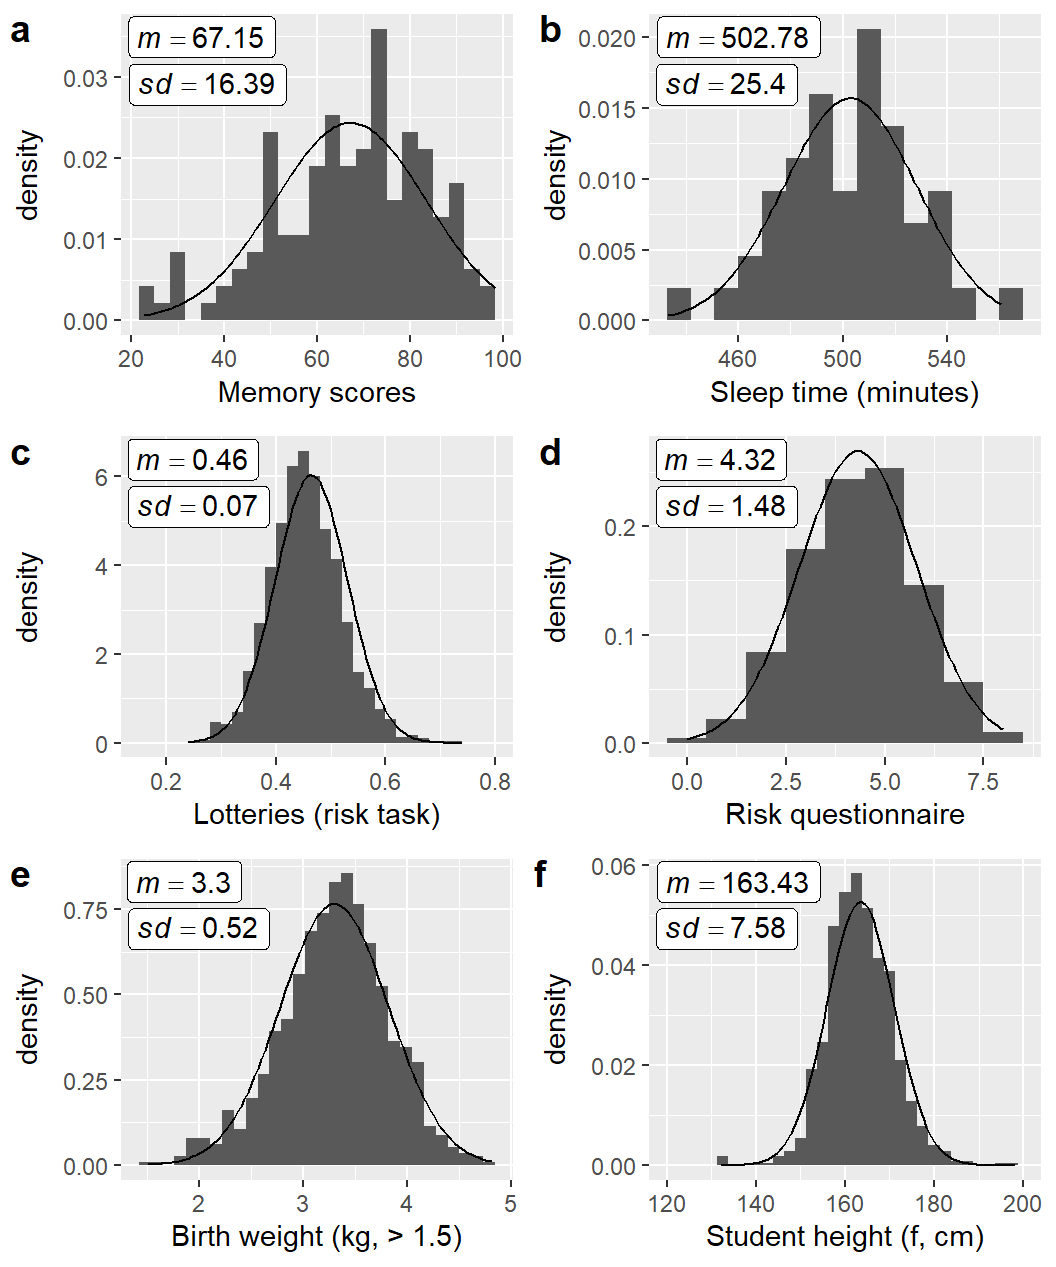 a
m = 67.15
sd = 16.39
density
0.03
0.02
0.01
0.00
20 40 60 80 100
Memory scores
b
m = 502.78
sd = 25.4
density
0.020
0.015
0.010
0.005
0.000
460 500 540
Sleep time (minutes)
c
m = 0.46
sd = 0.07
density
6
4
2
0
0.2 0.4 0.6 0.8
Lotteries (risk task)
d
m = 4.32
sd = 1.48
density
0.2
0.1
0.0
0.0 2.5 5.0 7.5
Risk questionnaire
e
m = 3.3
sd = 0.52
density
0.75
0.50
0.25
0.00
2 3 4 5
Birth weight (kg, > 1.5)
f
m = 163.43
sd = 7.58
density
0.06
0.04
0.02
0.00
120 140 160 180 200
Student height (f, cm)